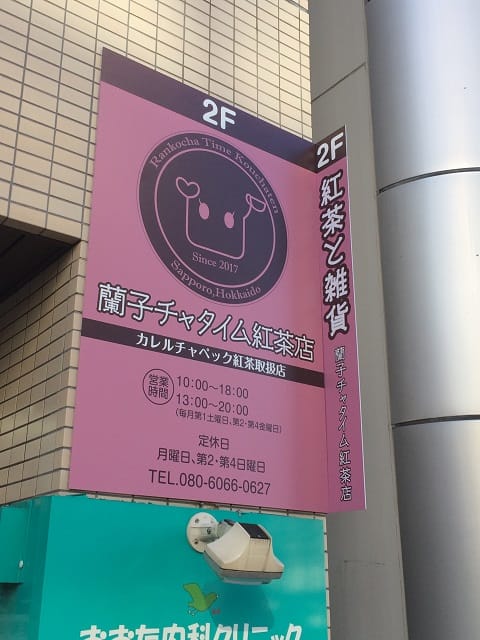 2F
Rankocha Time Kouchaten
Since 2017
Sapporo,Hokkaido
蘭子チャタイム紅茶店
カレルチャペック紅茶取扱店
営業時間
10:00〜18:00
13:00〜20:00
(毎月第1土曜日、第2・第4金曜日)
定休日
月曜日、第2・第4日曜日
TEL.080-6066-0627
2F
紅茶と雑貨
蘭子チャタイム紅茶店
おおた内科クリニック